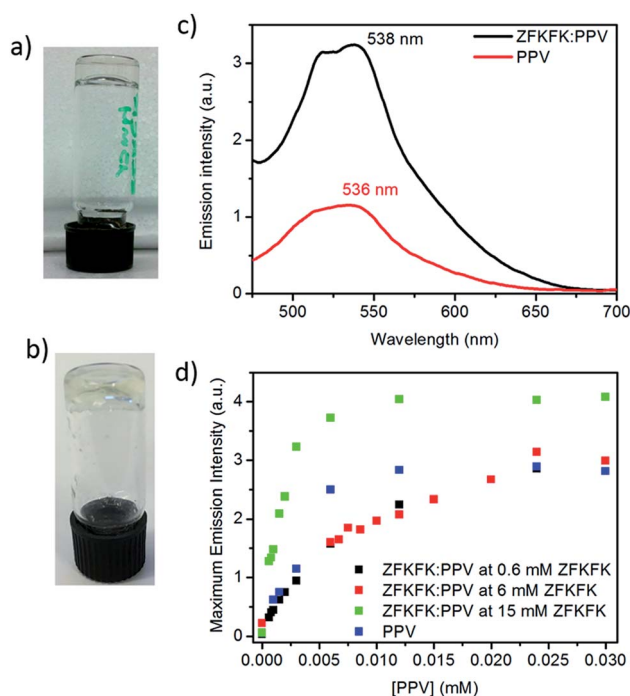 a)
b)
c)
Emission intensity (a.u.)
3
2
1
0
538 nm
536 nm
ZFKFK:PPV
PPV
500 550 600 650 700
Wavelength (nm)
d)
Maximum Emission Intensity (a.u.)
4
3
2
1
0
ZFKFK:PPV at 0.6 mM ZFKFK
ZFKFK:PPV at 6 mM ZFKFK
ZFKFK:PPV at 15 mM ZFKFK
PPV
0.000 0.005 0.010 0.015 0.020 0.025 0.030
[PPV] (mM)